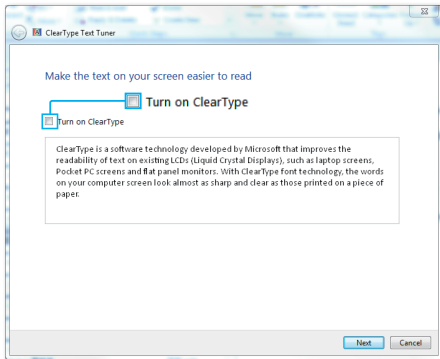 ClearType Text Tuner
Make the text on your screen easier to read
Turn on ClearType
Turn on ClearType
ClearType is a software technology developed by Microsoft that improves the
readability of text on existing LCDs (Liquid Crystal Displays), such as laptop screens,
Pocket PC screens and flat panel monitors. With ClearType font technology, the words
on your computer screen look almost as sharp and clear as those printed on a piece of
paper.
Next Cancel